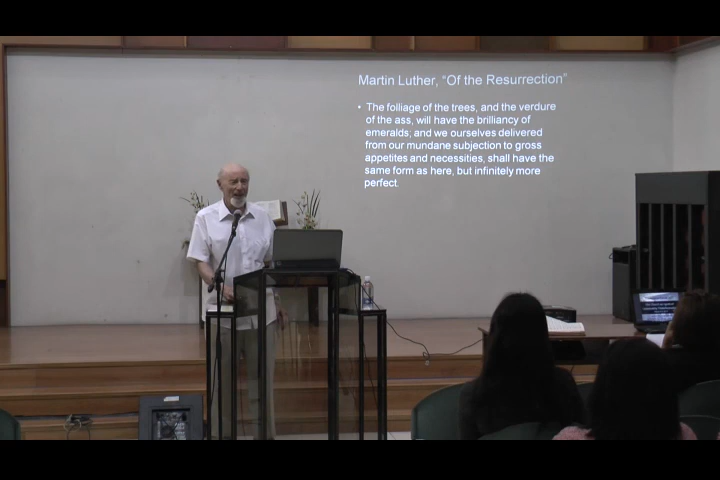 Martin Luther, "Of the Resurrection"
• The folliage of the trees, and the verdure
of the ass, will have the brilliancy of
emeralds; and we ourselves delivered
from our mundane subjection to gross
appetites and necessities, shall have the
same form as here, but infinitely more
perfect.